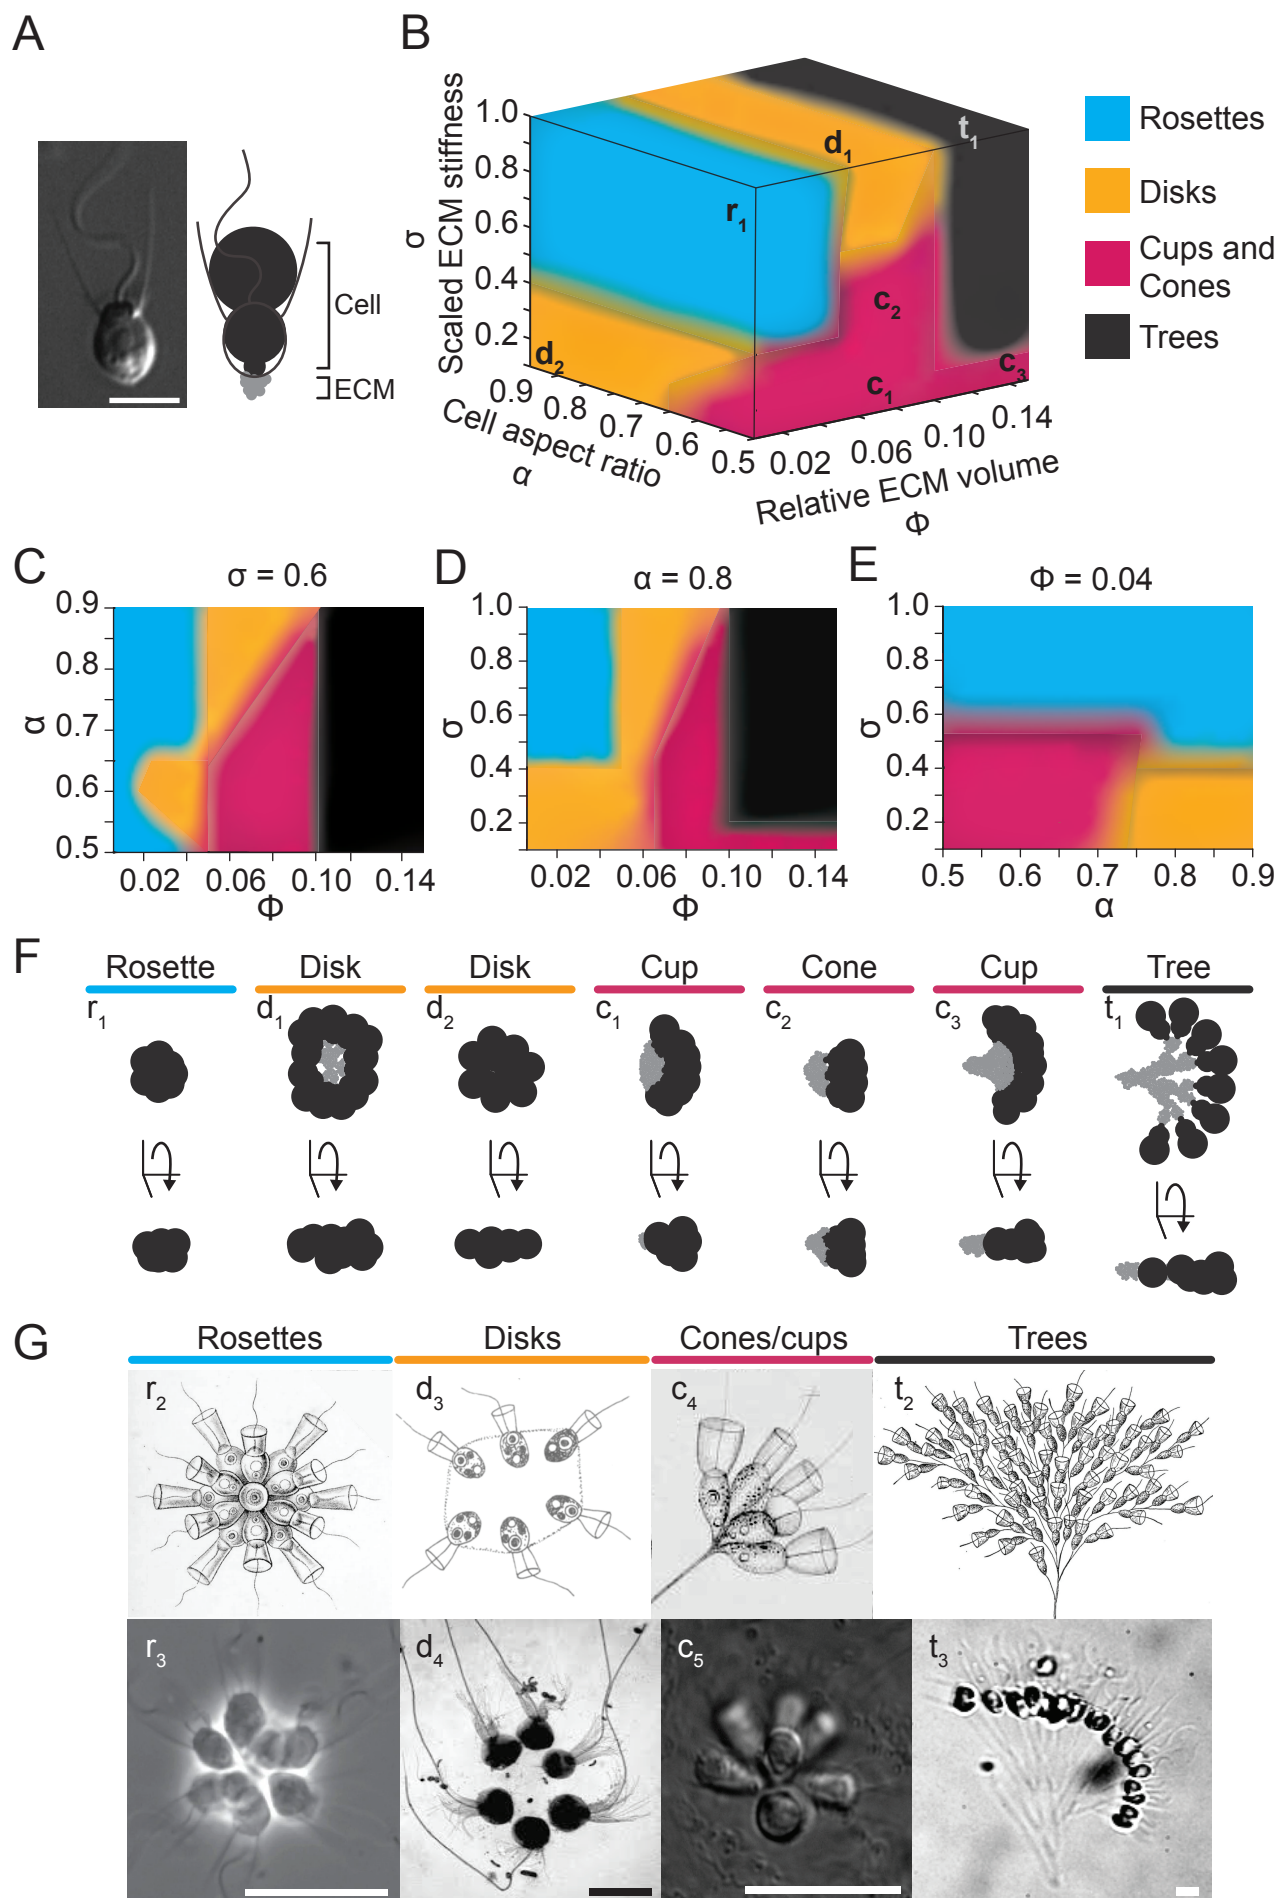 A
B
σ
Scaled ECM stiffness
1.0
0.8
0.6
0.4
0.2
0.9
0.8
0.7
0.6
0.5
Cell aspect ratio
α
0.02
0.06
0.10
0.14
Relative ECM volume
Φ
r1
d1
t1
c2
d2
c1
c3
Rosettes
Disks
Cups and
Cones
Trees
Cell
ECM
C
σ = 0.6
α
0.9
0.8
0.7
0.6
0.5
0.02
0.06
0.10
0.14
Φ
D
α = 0.8
σ
1.0
0.8
0.6
0.4
0.2
0.02
0.06
0.10
0.14
Φ
E
Φ = 0.04
σ
1.0
0.8
0.6
0.4
0.2
0.5
0.6
0.7
0.8
0.9
α
F
Rosette
Disk
Disk
Cup
Cone
Cup
Tree
r1
d1
d2
c1
c2
c3
t1
G
Rosettes
Disks
Cones/cups
Trees
r2
d3
c4
t2
r3
d4
c5
t3